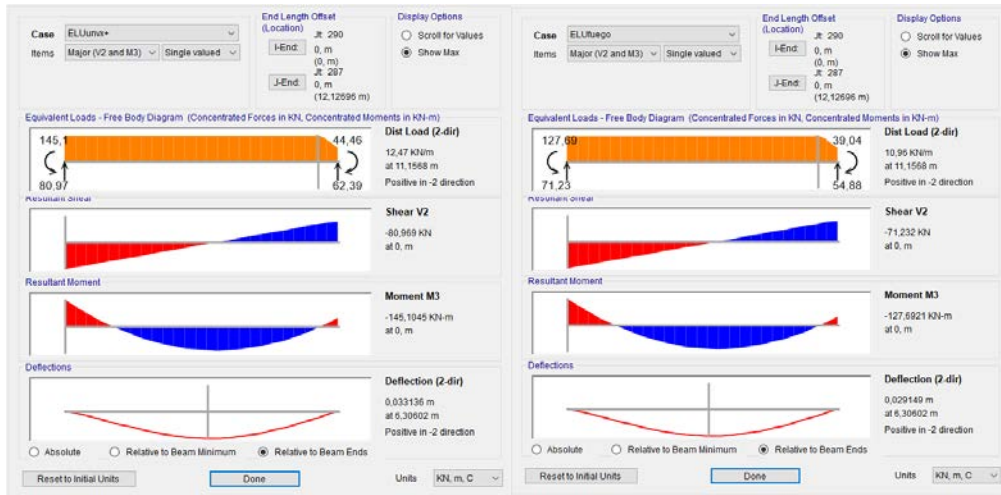 Case ELUuma+
Items Major (V2 and M3) Single valued
End Length Offset
(Location)
Jt: 290
I-End: 0, m
(0, m)
Jt: 287
J-End: 0, m
(12,12696 m)
Display Options
Scroll for Values
Show Max
Equivalent Loads - Free Body Diagram (Concentrated Forces in KN, Concentrated Moments in KN-m)
145,1
44,46
80,97
62,39
Dist Load (2-dir)
12,47 KN/m
at 11,1568 m
Positive in -2 direction
Resultant Shear
Shear V2
-80,969 KN
at 0, m
Resultant Moment
Moment M3
-145,1045 KN-m
at 0, m
Deflections
Deflection (2-dir)
0,033136 m
at 6,30602 m
Positive in -2 direction
Absolute Relative to Beam Minimum Relative to Beam Ends
Reset to Initial Units Done Units KN, m, C
Case ELUfuego
Items Major (V2 and M3) Single valued
End Length Offset
(Location)
Jt: 290
I-End: 0, m
(0, m)
Jt: 287
J-End: 0, m
(12,12696 m)
Display Options
Scroll for Values
Show Max
Equivalent Loads - Free Body Diagram (Concentrated Forces in KN, Concentrated Moments in KN-m)
127,69
39,04
71,23
54,88
Dist Load (2-dir)
10,96 KN/m
at 11,1568 m
Positive in -2 direction
Resultant Shear
Shear V2
-71,232 KN
at 0, m
Resultant Moment
Moment M3
-127,6921 KN-m
at 0, m
Deflections
Deflection (2-dir)
0,029149 m
at 6,30602 m
Positive in -2 direction
Absolute Relative to Beam Minimum Relative to Beam Ends
Reset to Initial Units Done Units KN, m, C